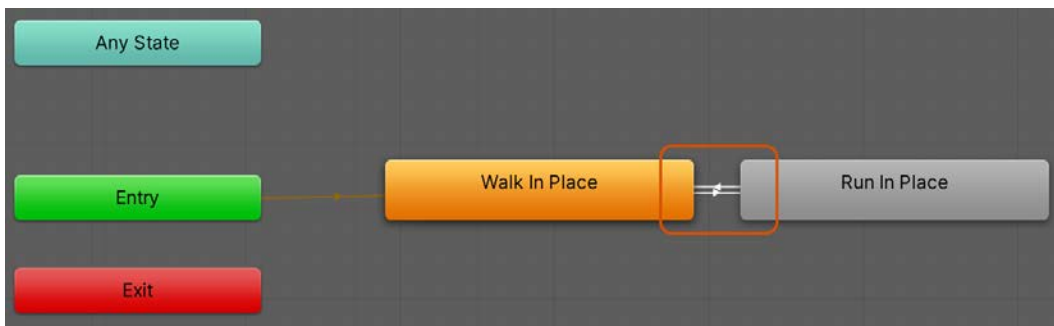 Any State
Entry
Walk In Place
Run In Place
Exit